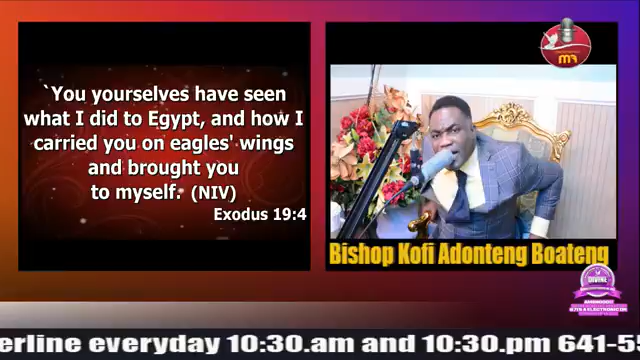 `You yourselves have seen
what I did to Egypt, and how I
carried you on eagles' wings
and brought you
to myself. (NIV)
Exodus 19:4
Bishop Kofi Adonteng Boateng
DIVINE
erline everyday 10:30.am and 10:30.pm 641-5